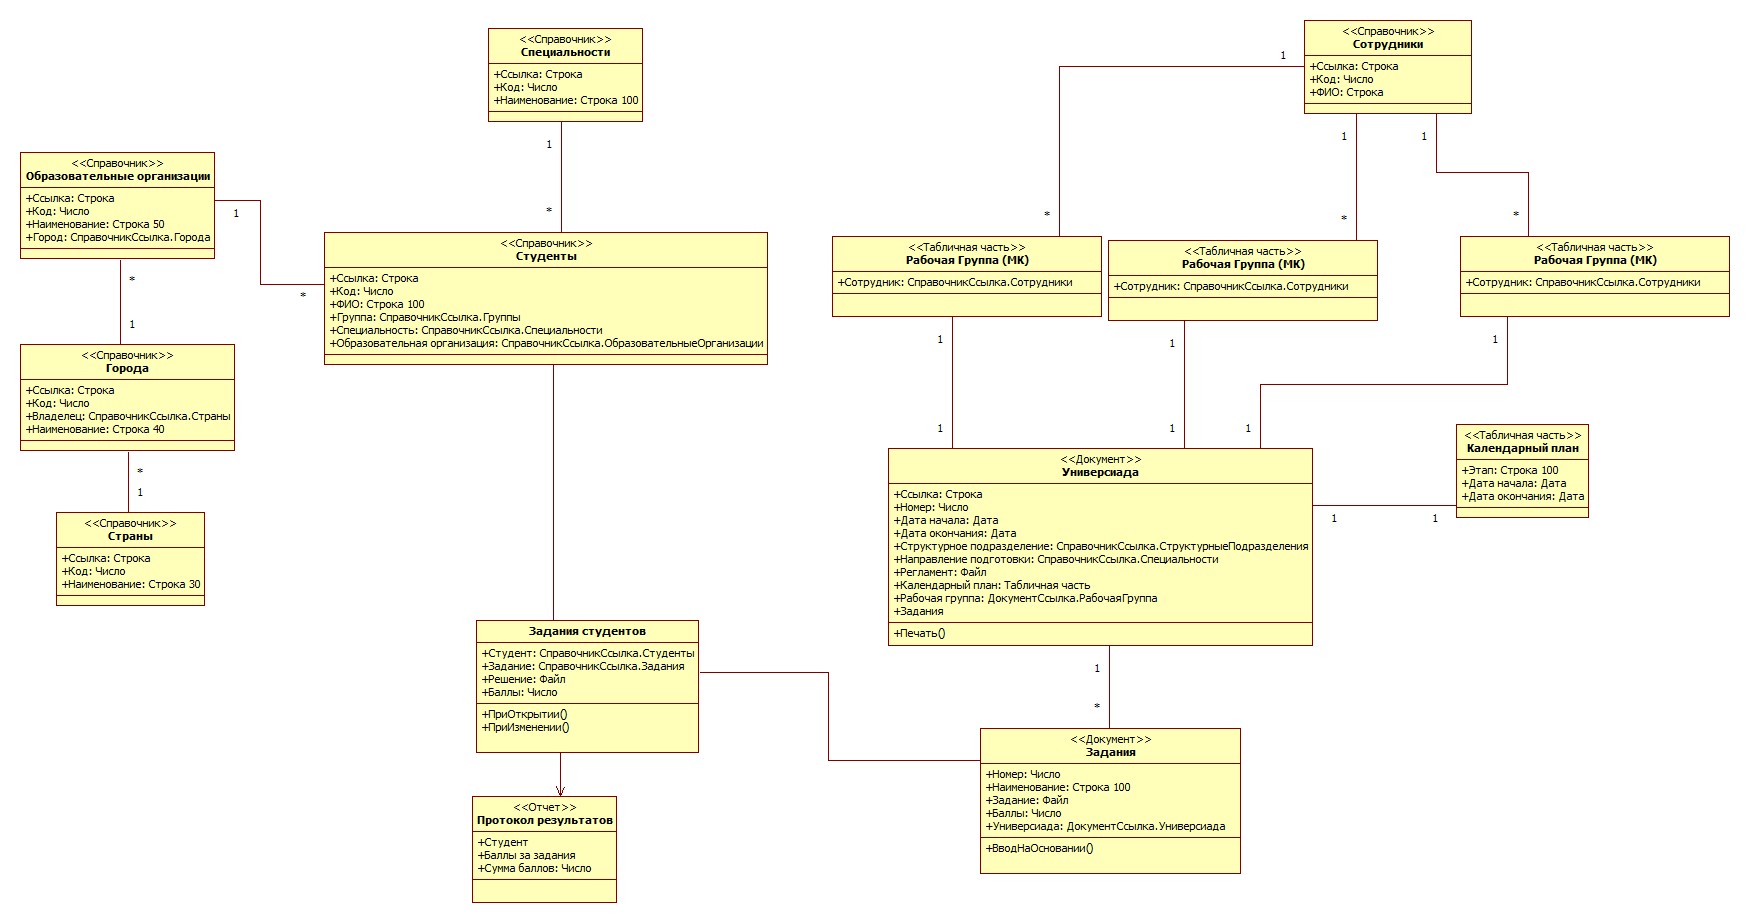 <<Справочник>>
Специальности
+Ссылка: Строка
+Код: Число
+Наименование: Строка 100
1
*
<<Справочник>>
Сотрудники
+Ссылка: Строка
+Код: Число
+ФИО: Строка
1
1
1
*
*
*
<<Справочник>>
Образовательные организации
+Ссылка: Строка
+Код: Число
+Наименование: Строка 50
+Город: СправочникСсылка.Города
1
*
*
1
<<Справочник>>
Студенты
+Ссылка: Строка
+Код: Число
+ФИО: Строка 100
+Группа: СправочникСсылка.Группы
+Специальность: СправочникСсылка.Специальности
+Образовательная организация: СправочникСсылка.ОбразовательныеОрганизации
<<Табличная часть>>
Рабочая Группа (МК)
+Сотрудник: СправочникСсылка.Сотрудники
<<Табличная часть>>
Рабочая Группа (МК)
+Сотрудник: СправочникСсылка.Сотрудники
<<Табличная часть>>
Рабочая Группа (МК)
+Сотрудник: СправочникСсылка.Сотрудники
1
1
1
1
1
1
<<Справочник>>
Города
+Ссылка: Строка
+Код: Число
+Владелец: СправочникСсылка.Страны
+Наименование: Строка 40
*
1
<<Справочник>>
Страны
+Ссылка: Строка
+Код: Число
+Наименование: Строка 30
<<Документ>>
Универсиада
+Ссылка: Строка
+Номер: Число
+Дата начала: Дата
+Дата окончания: Дата
+Структурное подразделение: СправочникСсылка.СтруктурныеПодразделения
+Направление подготовки: СправочникСсылка.Специальности
+Регламент: Файл
+Календарный план: Табличная часть
+Рабочая группа: ДокументСсылка.РабочаяГруппа
+Задания
+Печать()
1
1
<<Табличная часть>>
Календарный план
+Этап: Строка 100
+Дата начала: Дата
+Дата окончания: Дата
1
*
Задания студентов
+Студент: СправочникСсылка.Студенты
+Задание: СправочникСсылка.Задания
+Решение: Файл
+Баллы: Число
+ПриОткрытии()
+ПриИзменении()
<<Документ>>
Задания
+Номер: Число
+Наименование: Строка 100
+Задание: Файл
+Баллы: Число
+Универсиада: ДокументСсылка.Универсиада
+ВводНаОсновании()
<<Отчет>>
Протокол результатов
+Студент
+Баллы за задания
+Сумма баллов: Число